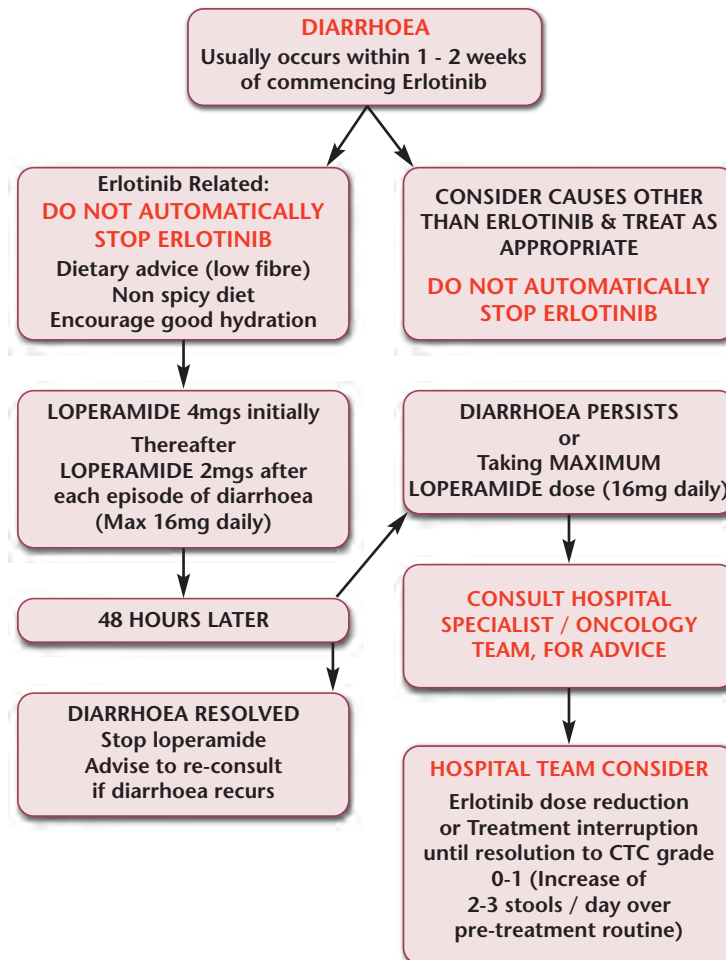 DIARRHOEA
Usually occurs within 1 - 2 weeks
of commencing Erlotinib
Erlotinib Related:
DO NOT AUTOMATICALLY
STOP ERLOTINIB
Dietary advice (low fibre)
Non spicy diet
Encourage good hydration
CONSIDER CAUSES OTHER
THAN ERLOTINIB & TREAT AS
APPROPRIATE
DO NOT AUTOMATICALLY
STOP ERLOTINIB
LOPERAMIDE 4mgs initially
Thereafter
LOPERAMIDE 2mgs after
each episode of diarrhoea
(Max 16mg daily)
48 HOURS LATER
DIARRHOEA RESOLVED
Stop loperamide
Advise to re-consult
if diarrhoea recurs
DIARRHOEA PERSISTS
or
Taking MAXIMUM
LOPERAMIDE dose (16mg daily)
CONSULT HOSPITAL
SPECIALIST / ONCOLOGY
TEAM, FOR ADVICE
HOSPITAL TEAM CONSIDER
Erlotinib dose reduction
or Treatment interruption
until resolution to CTC grade
0-1 (Increase of
2-3 stools / day over
pre-treatment routine)